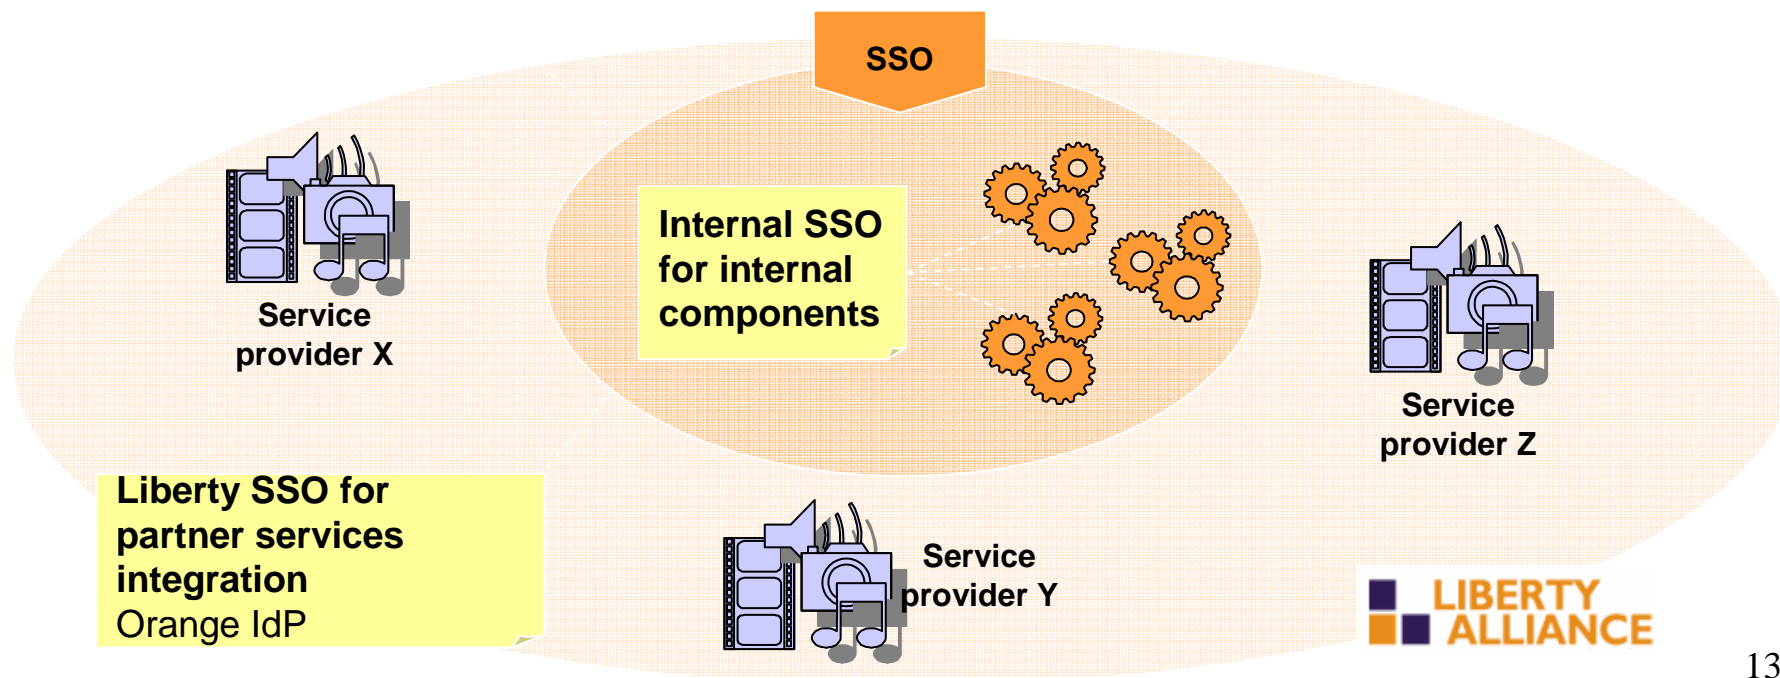 SSO
Internal SSO
for internal
components
Service
provider X
Service
provider Z
Liberty SSO for
partner services
integration
Orange IdP
Service
provider Y
LIBERTY
ALLIANCE
13